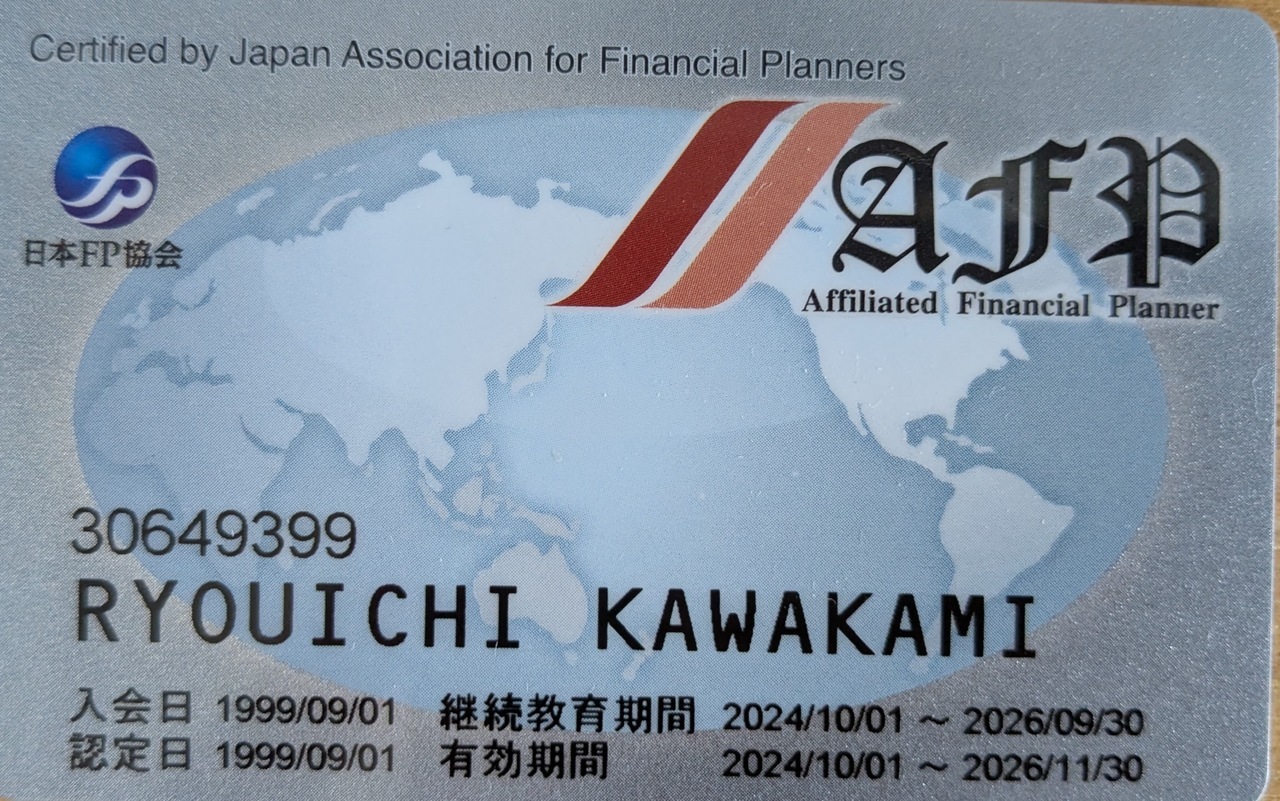 Certified by Japan Association for Financial Planners
日本FP協会
AFP
Affiliated Financial Planner
30649399
RYOUICHI KAWAKAMI
入会日 1999/09/01 継続教育期間 2024/10/01 ～ 2026/09/30
認定日 1999/09/01 有効期間 2024/10/01 ～ 2026/11/30